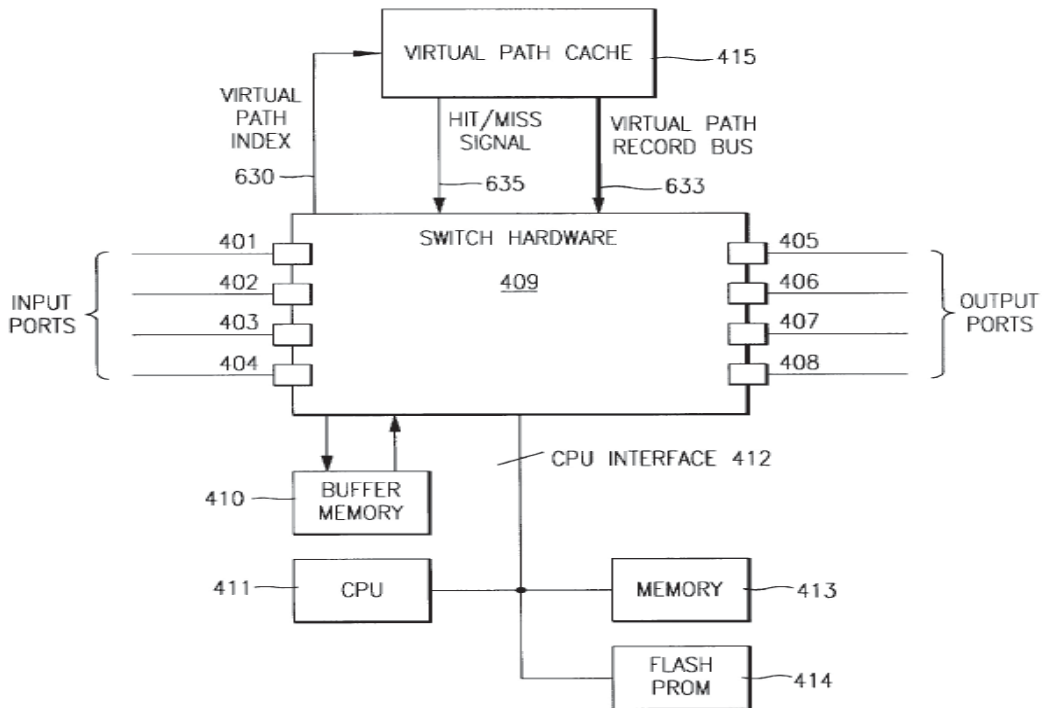 VIRTUAL PATH CACHE
415
VIRTUAL
PATH
INDEX
630
HIT/MISS
SIGNAL
635
VIRTUAL PATH
RECORD BUS
633
SWITCH HARDWARE
409
INPUT
PORTS
401
402
403
404
405
406
407
408
OUTPUT
PORTS
CPU INTERFACE 412
410
BUFFER
MEMORY
411
CPU
MEMORY
413
FLASH
PROM
414